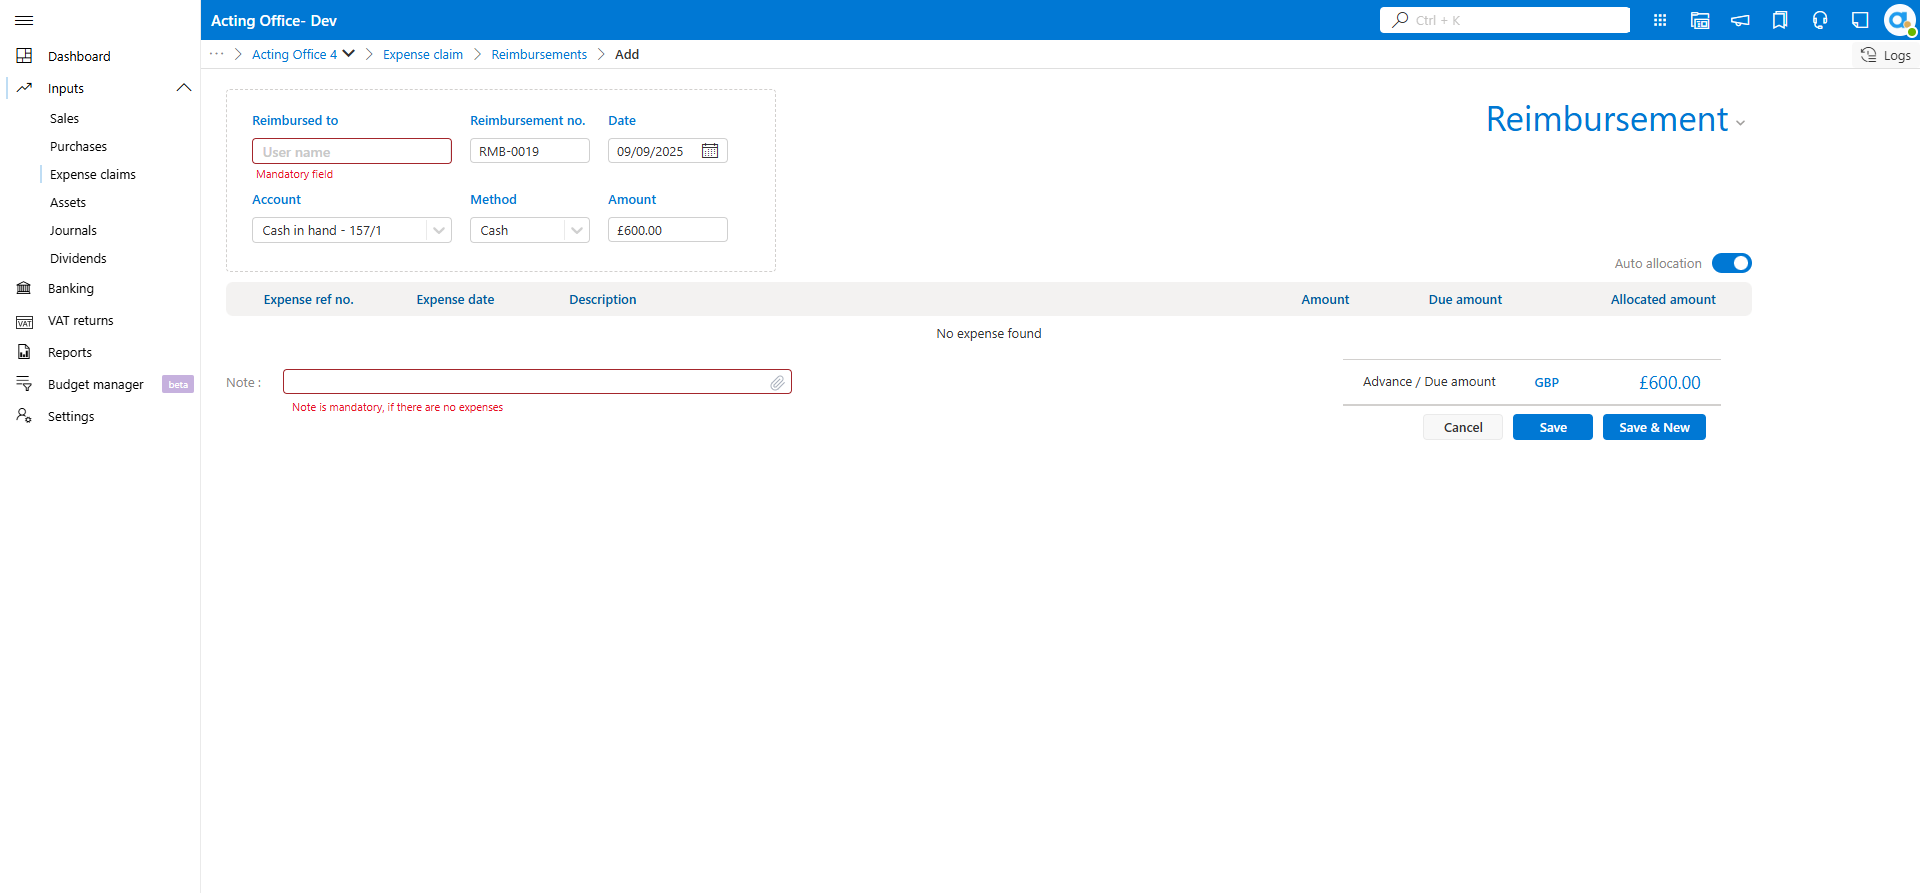 Acting Office- Dev
Ctrl + K
Dashboard
Inputs
Sales
Purchases
Expense claims
Assets
Journals
Dividends
Banking
VAT
VAT returns
Reports
Budget manager beta
Settings
··· Acting Office 4 Expense claim Reimbursements Add
Logs
Reimbursed to Reimbursement no. Date
User name RMB-0019 09/09/2025
Mandatory field
Account Method Amount
Cash in hand - 157/1 Cash £600.00
Reimbursement
Auto allocation
Expense ref no. Expense date Description Amount Due amount Allocated amount
No expense found
Note :
Note is mandatory, if there are no expenses
Advance / Due amount GBP £600.00
Cancel Save Save & New